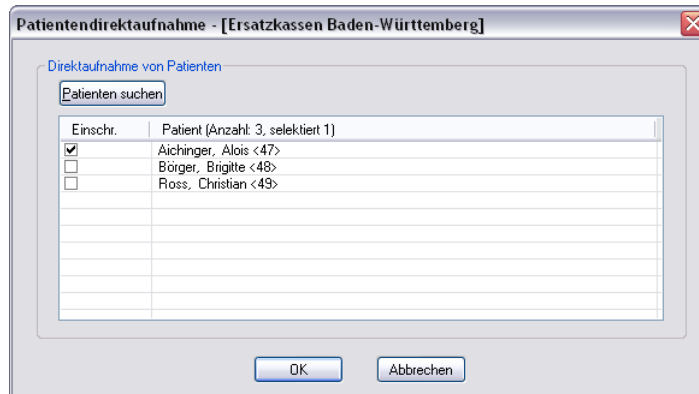 Patientendirektaufnahme - [Ersatzkassen Baden-Württemberg]
Direktaufnahme von Patienten
Patienten suchen
Einschr. Patient (Anzahl: 3, selektiert 1)
Aichinger, Alois <47>
Börger, Brigitte <48>
Ross, Christian <49>
OK Abbrechen